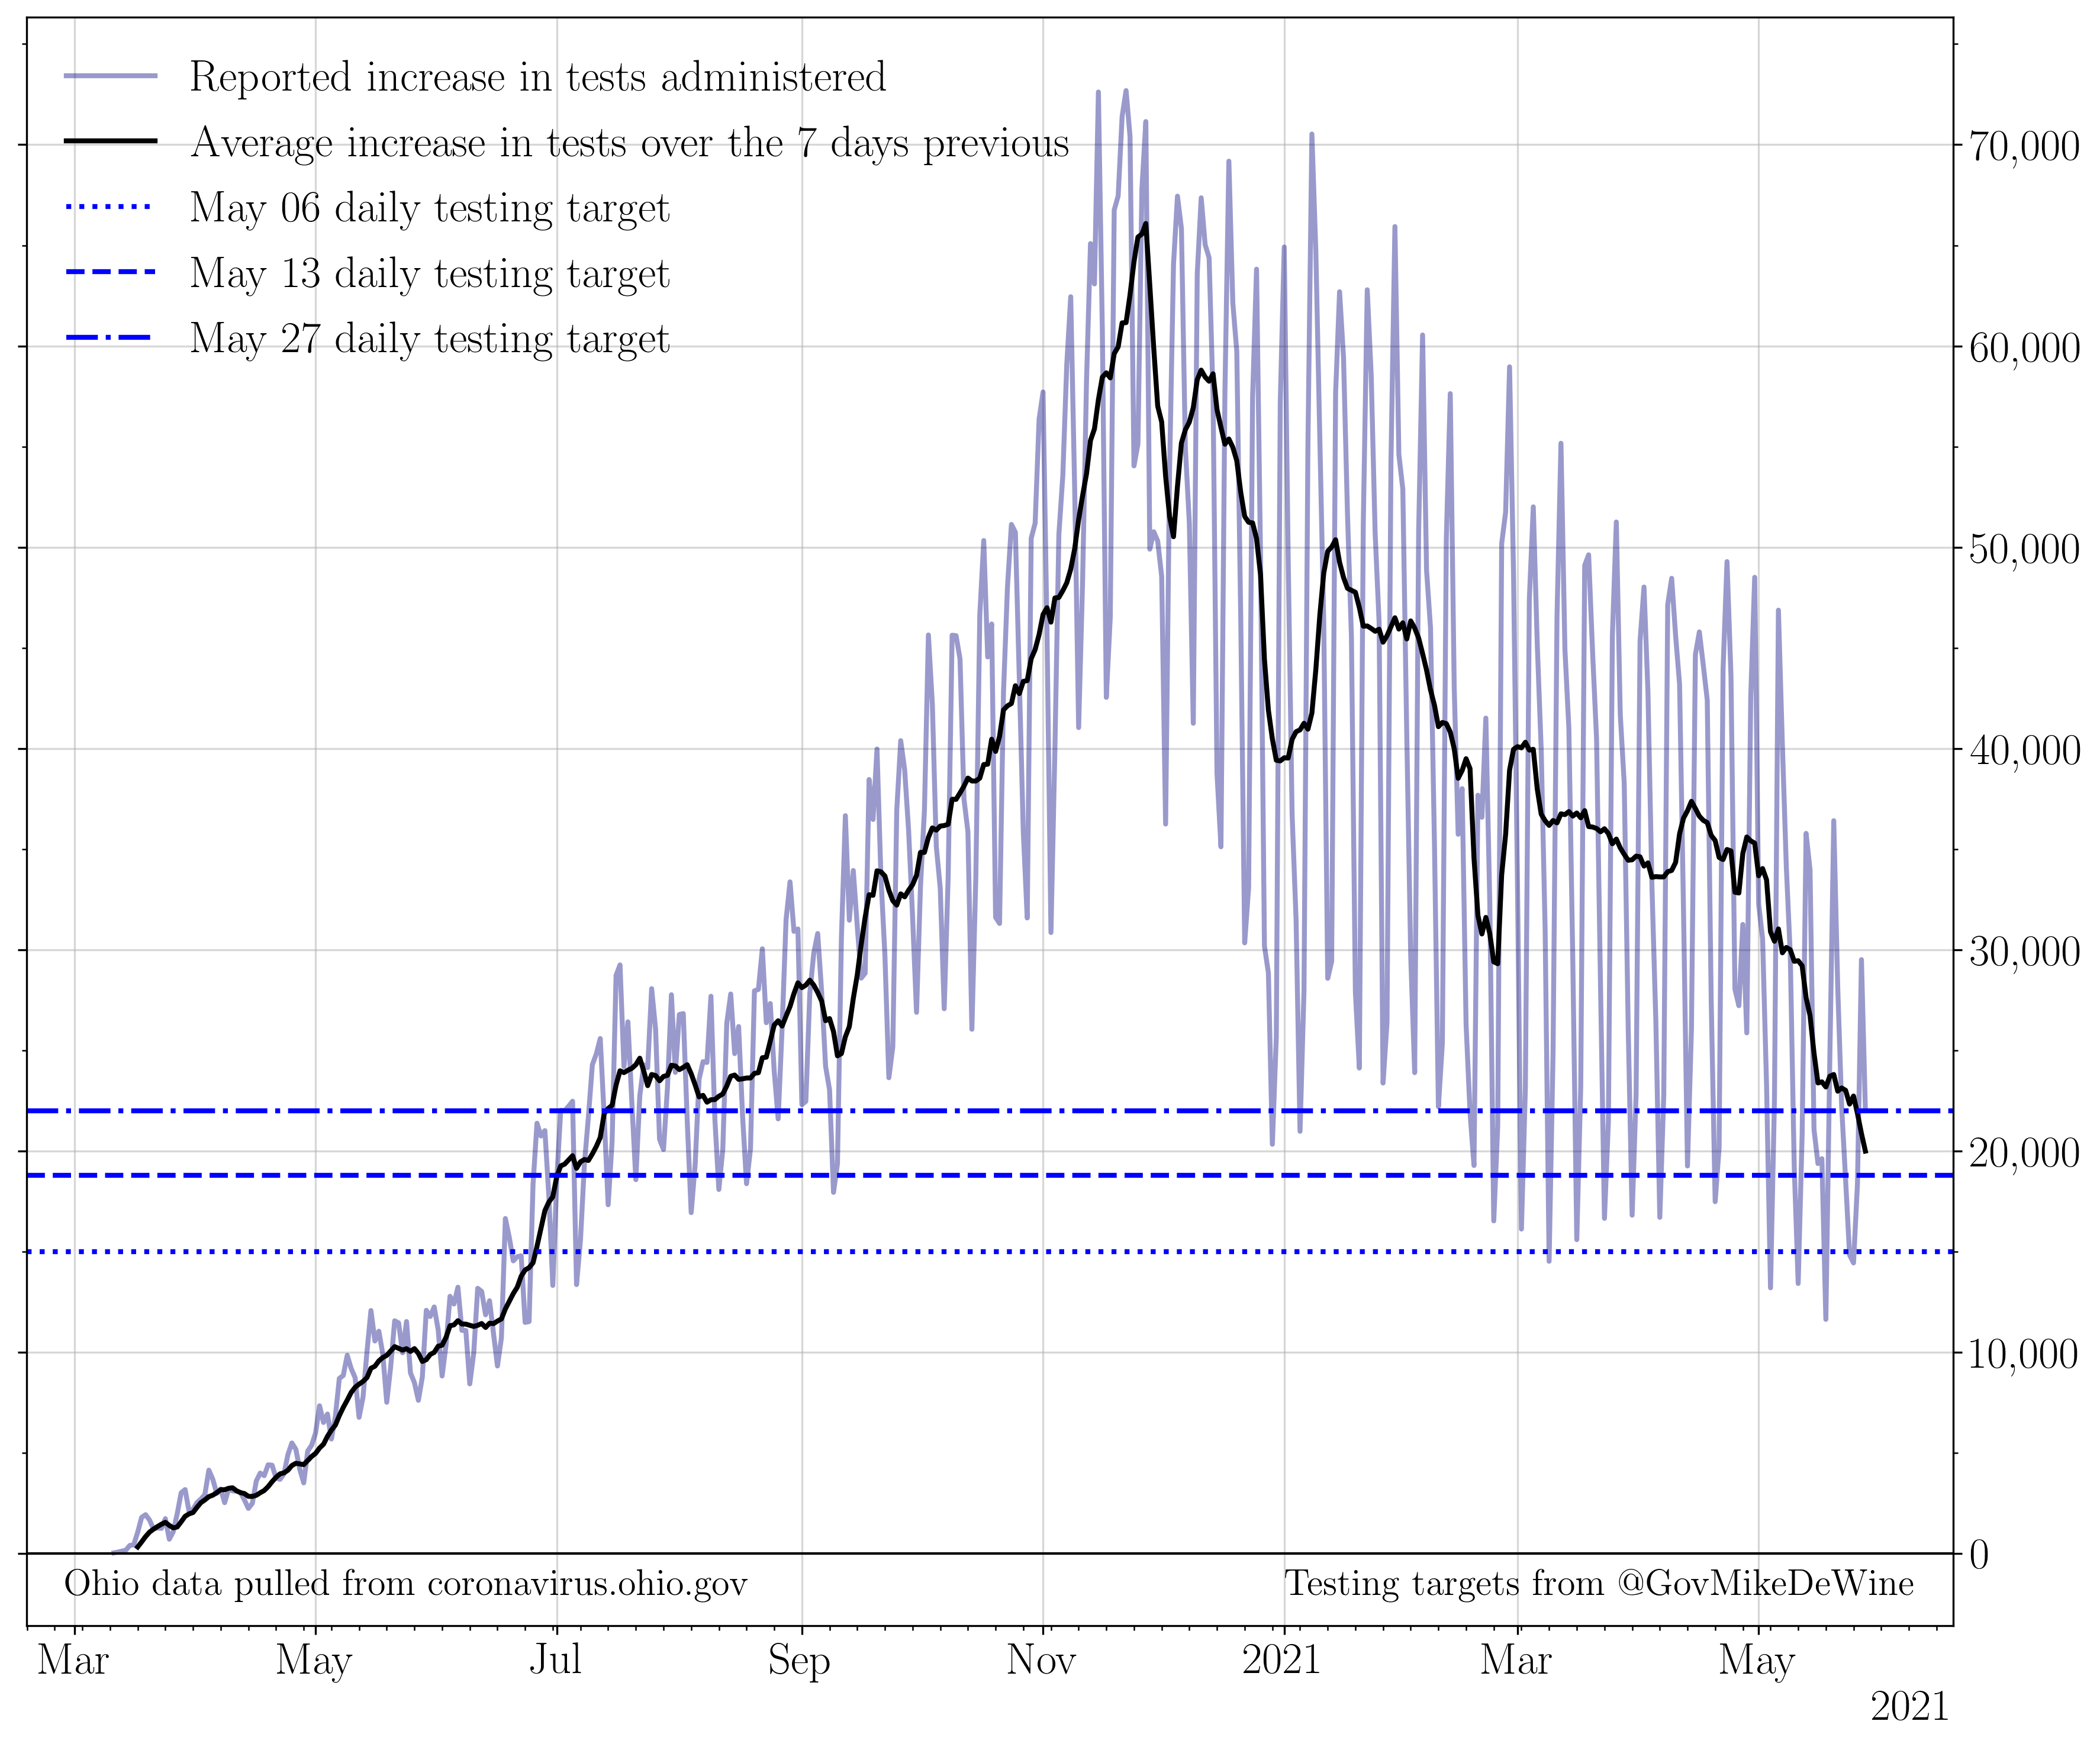 Reported increase in tests administered
Average increase in tests over the 7 days previous
May 06 daily testing target
May 13 daily testing target
May 27 daily testing target
70,000
60,000
50,000
40,000
30,000
20,000
10,000
0
Ohio data pulled from coronavirus.ohio.gov
Testing targets from @GovMikeDeWine
Mar May Jul Sep Nov 2021 Mar May
2021